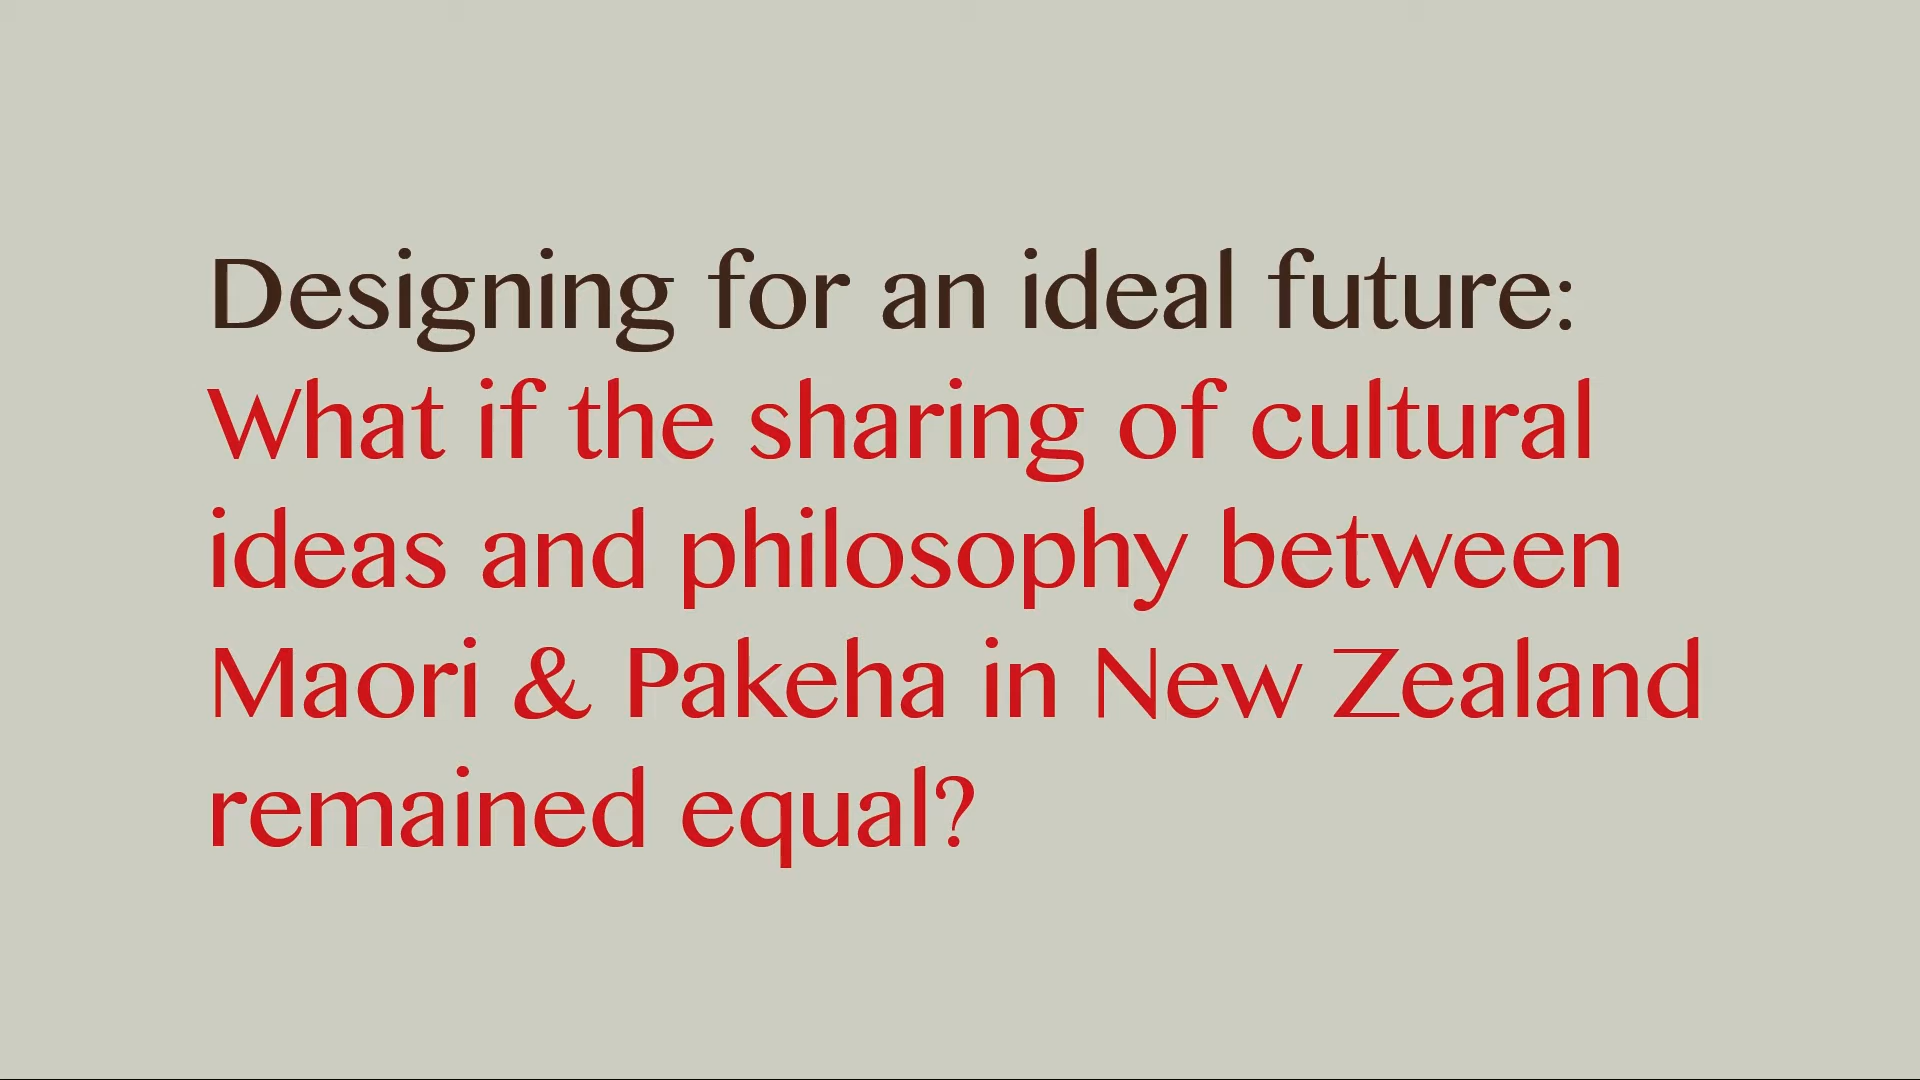 Designing for an ideal future:
What if the sharing of cultural
ideas and philosophy between
Maori & Pakeha in New Zealand
remained equal?